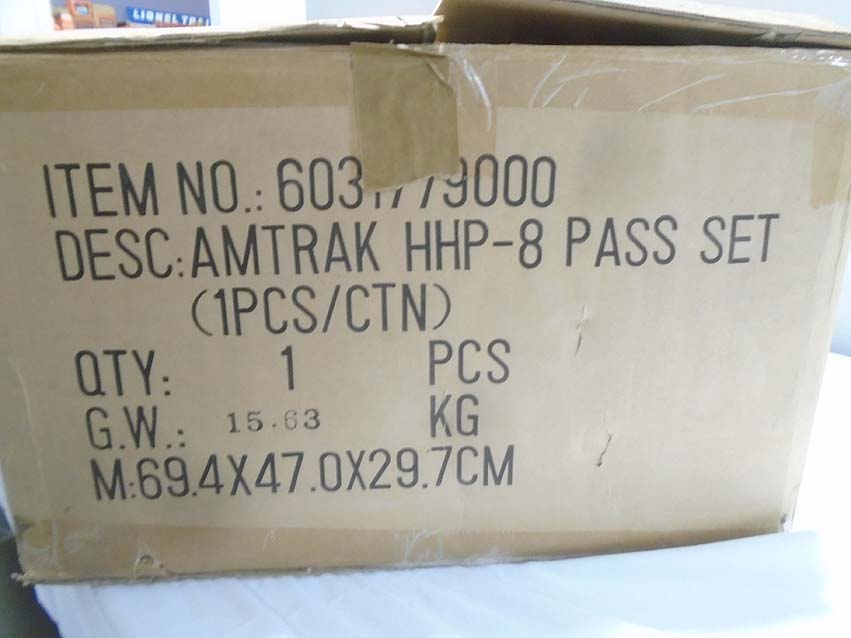 LIONEL
ITEM NO.: 6031779000
DESC:AMTRAK HHP-8 PASS SET
(1PCS/CTN)
QTY: 1 PCS
G.W.: 15.63 KG
M:69.4X47.0X29.7CM